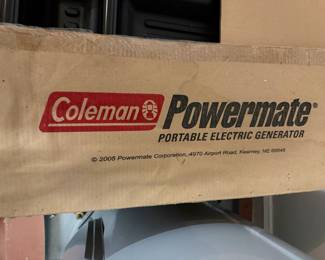 Coleman Powermate®
PORTABLE ELECTRIC GENERATOR
© 2005 Powermate Corporation, 4970 Airport Road, Kearney, NE 68848